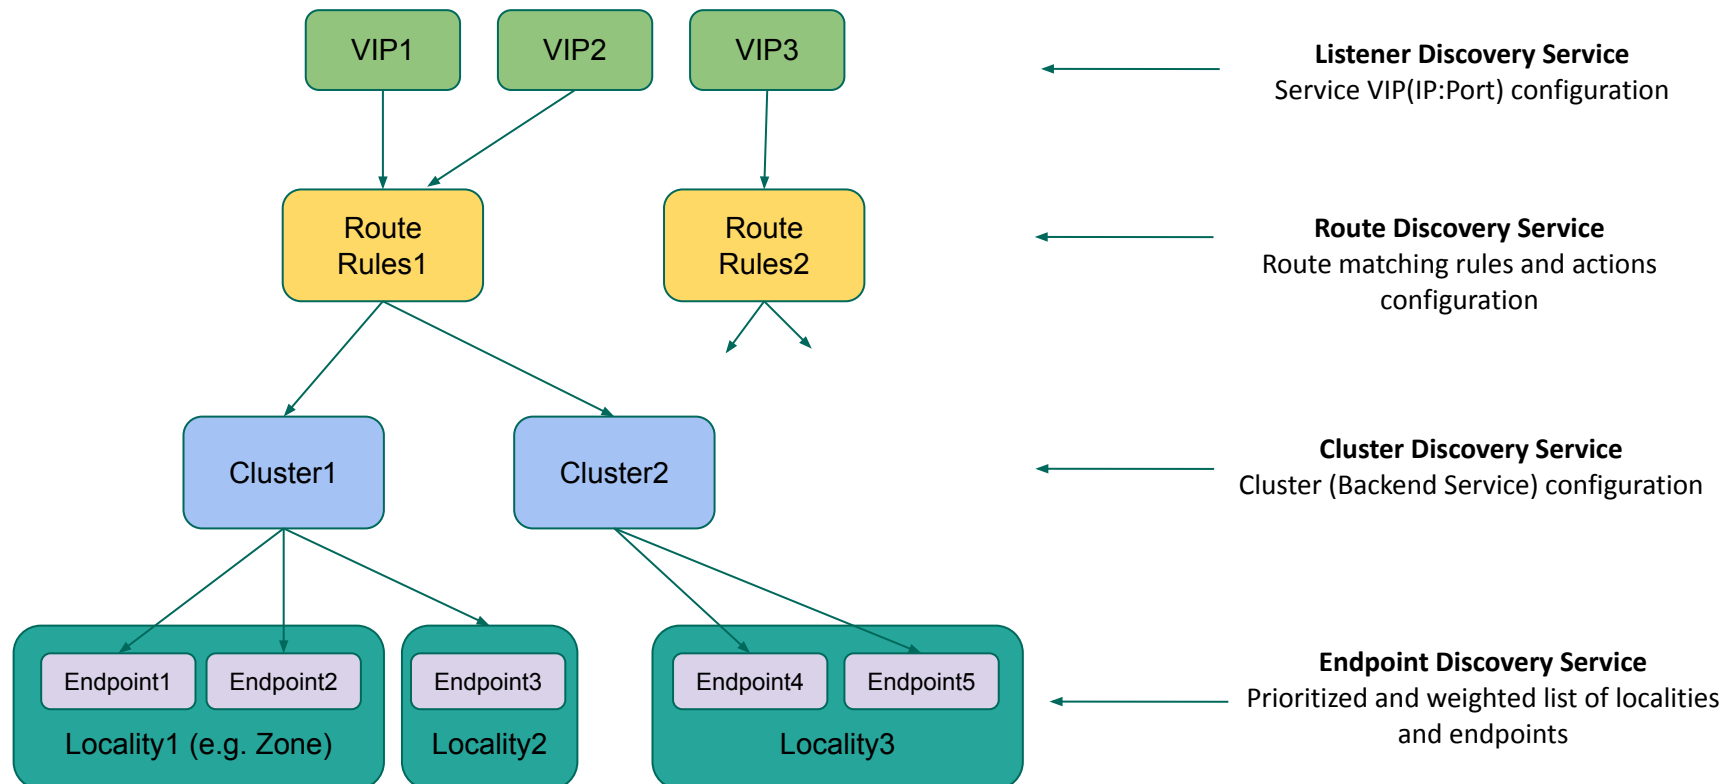 VIP1
VIP2
VIP3
Listener Discovery Service
Service VIP(IP:Port) configuration
Route
Rules1
Route
Rules2
Route Discovery Service
Route matching rules and actions
configuration
Cluster1
Cluster2
Cluster Discovery Service
Cluster (Backend Service) configuration
Endpoint1
Endpoint2
Locality1 (e.g. Zone)
Endpoint3
Locality2
Endpoint4
Endpoint5
Locality3
Endpoint Discovery Service
Prioritized and weighted list of localities
and endpoints